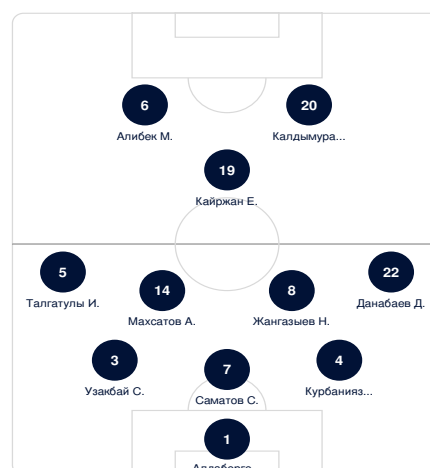 6
20
Алибек М.
Калдымура...
19
Кайржан Е.
5
22
14
8
Талгатулы И.
Данабаев Д.
Махсатов А.
Жангазыев Н.
3
7
4
Узакбай С.
Курбанияз...
Саматов С.
1